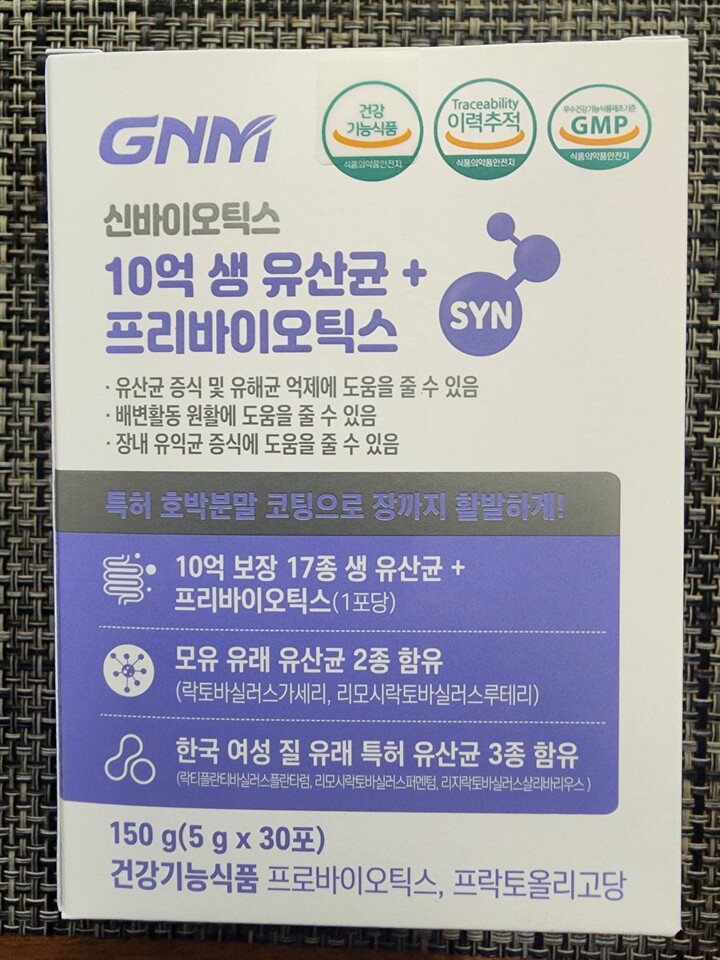 GNM
건강
기능식품
식품의약품안전처
Traceability
이력추적
식품의약품안전처
우수건강기능식품제조기준
GMP
식품의약품안전처
신바이오틱스
10억 생 유산균 +
프리바이오틱스
SYN
· 유산균 증식 및 유해균 억제에 도움을 줄 수 있음
· 배변활동 원활에 도움을 줄 수 있음
· 장내 유익균 증식에 도움을 줄 수 있음
특허 호박분말 코팅으로 장까지 활발하게!
10억 보장 17종 생 유산균 +
프리바이오틱스(1포당)
모유 유래 유산균 2종 함유
(락토바실러스가세리, 리모시락토바실러스루테리)
한국 여성 질 유래 특허 유산균 3종 함유
(락티플란티바실러스플란타럼, 리모시락토바실러스퍼멘텀, 리지락토바실러스살리바리우스)
150 g(5 g x 30포)
건강기능식품 프로바이오틱스, 프락토올리고당